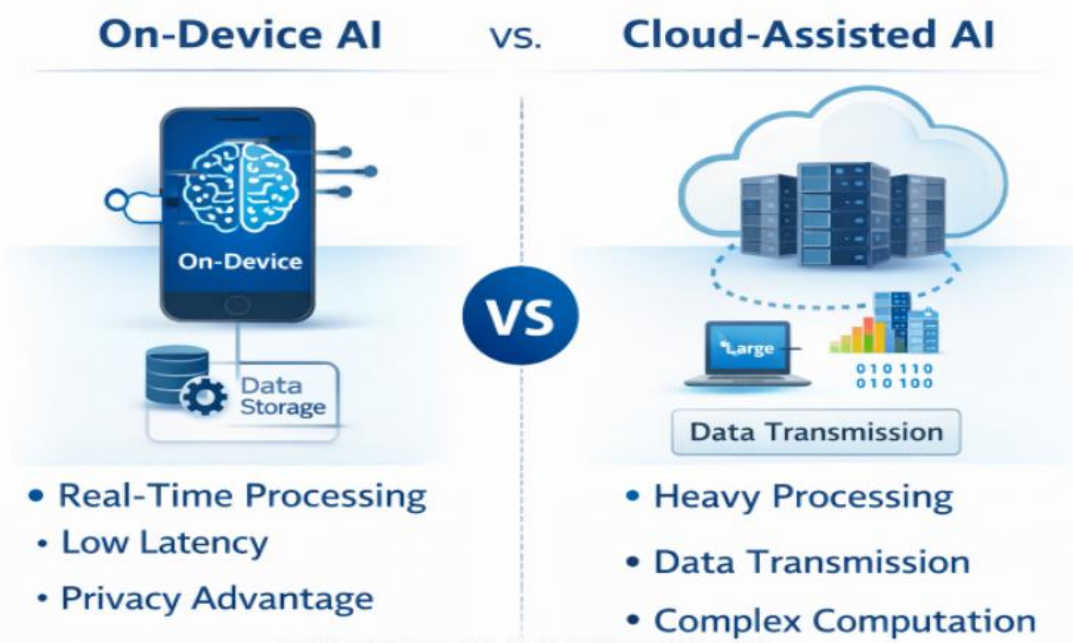 On-Device AI vs. Cloud-Assisted AI
On-Device
Data
Storage
• Real-Time Processing
• Low Latency
• Privacy Advantage
VS
Large
010 110
010 100
Data Transmission
• Heavy Processing
• Data Transmission
• Complex Computation